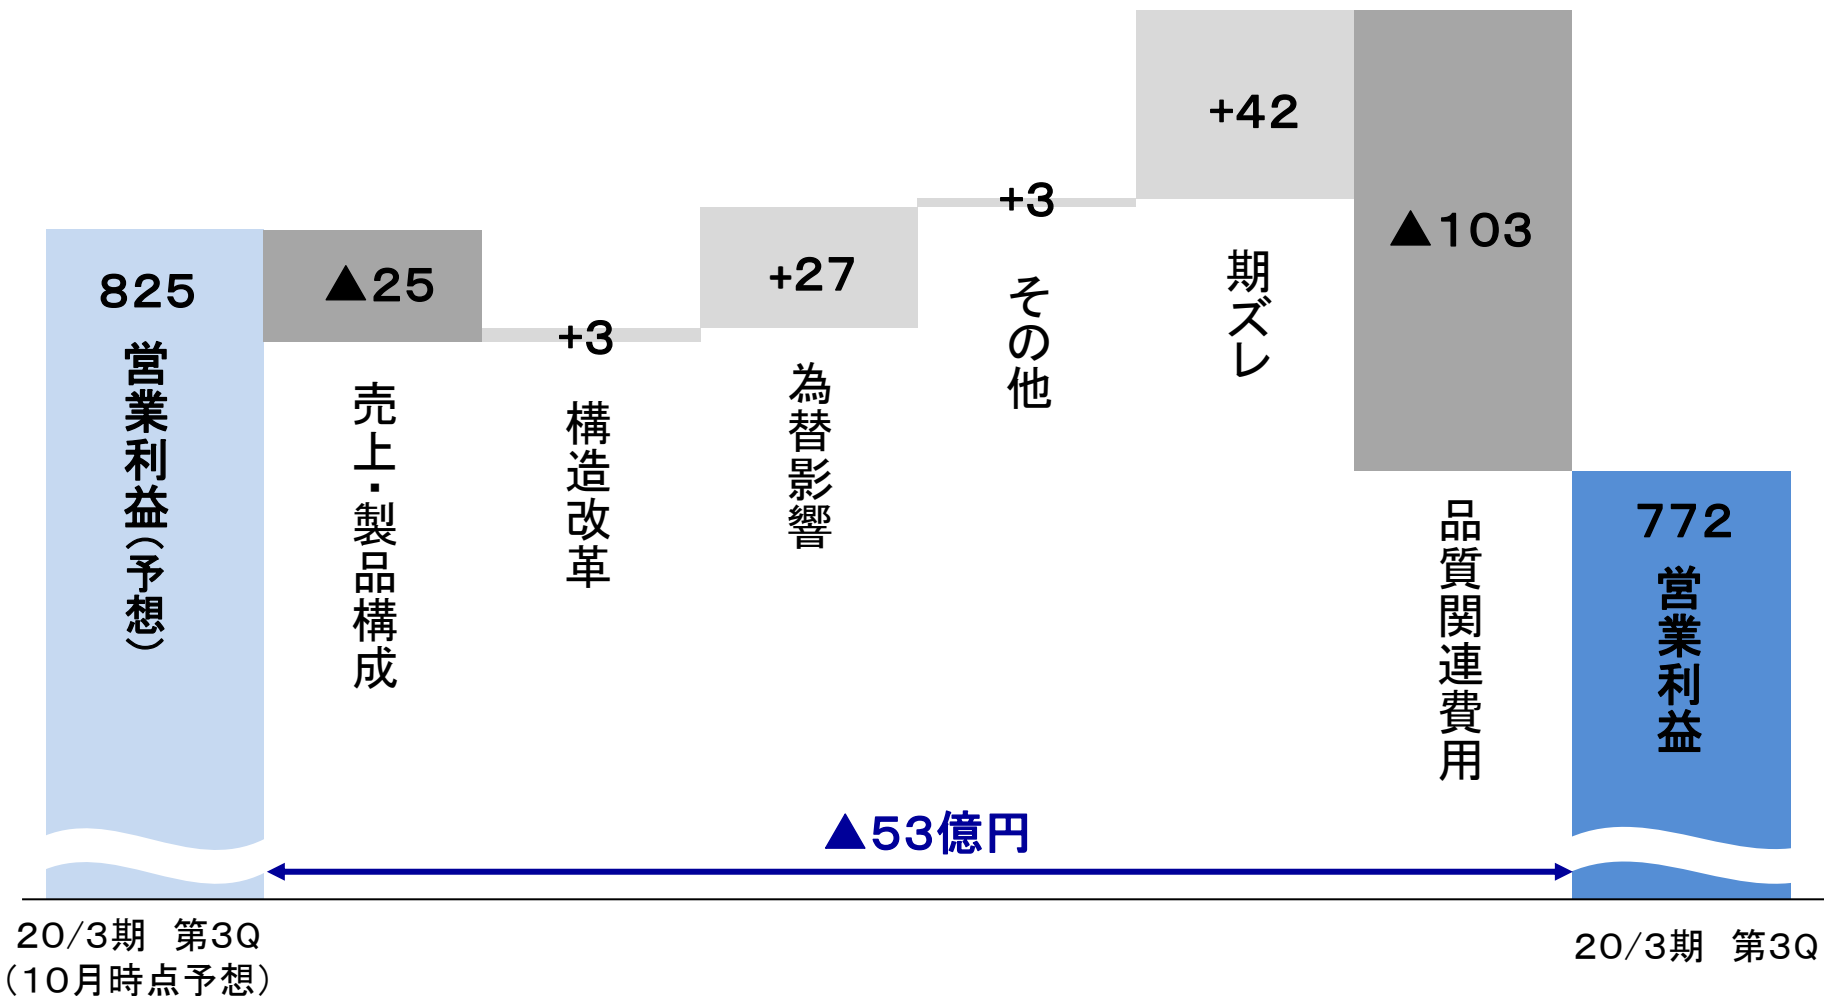 825
営業利益(予想)
▲25
売上・製品構成
+3
構造改革
+27
為替影響
+3
その他
+42
期ズレ
▲103
品質関連費用
772
営業利益
▲53億円
20/3期　第3Q
(10月時点予想)
20/3期　第3Q